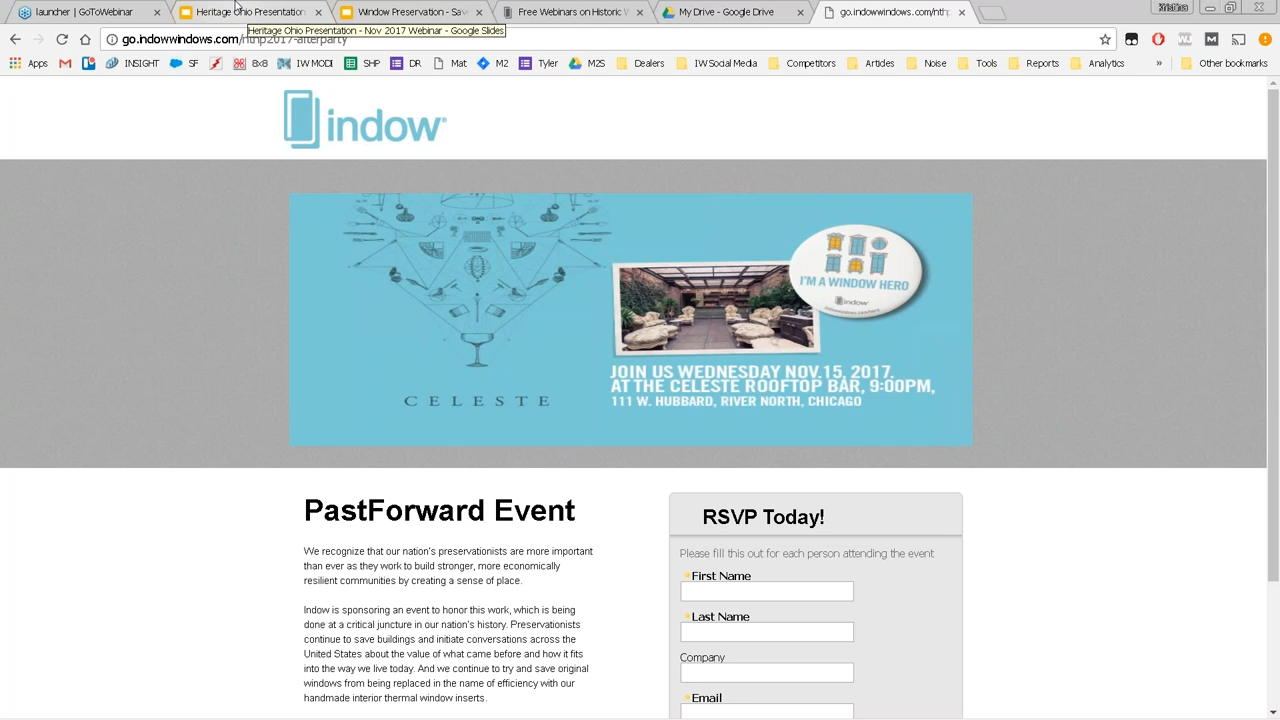 launcher | GoToWebinar
Heritage Ohio Presentation
Window Preservation - Sav
Free Webinars on Historic W
My Drive - Google Drive
go.indowwindows.com/nthp
Heritage Ohio Presentation - Nov 2017 Webinar - Google Slides
go.indowwindows.com/nthp2017-afterparty
Apps
INSIGHT
SF
8x8
IW MODI
SHP
DR
Mat
M2
Tyler
M2S
Dealers
IW Social Media
Competitors
Articles
Noise
Tools
Reports
Analytics
»
Other bookmarks
indow®
I'M A WINDOW HERO
indow
CELESTE
JOIN US WEDNESDAY NOV.15, 2017.
AT THE CELESTE ROOFTOP BAR, 9:00PM,
111 W. HUBBARD, RIVER NORTH, CHICAGO
PastForward Event
We recognize that our nation's preservationists are more important
than ever as they work to build stronger, more economically
resilient communities by creating a sense of place.
Indow is sponsoring an event to honor this work, which is being
done at a critical juncture in our nation's history. Preservationists
continue to save buildings and initiate conversations across the
United States about the value of what came before and how it fits
into the way we live today. And we continue to try and save original
windows from being replaced in the name of efficiency with our
handmade interior thermal window inserts.
RSVP Today!
Please fill this out for each person attending the event
*First Name
*Last Name
Company
*Email